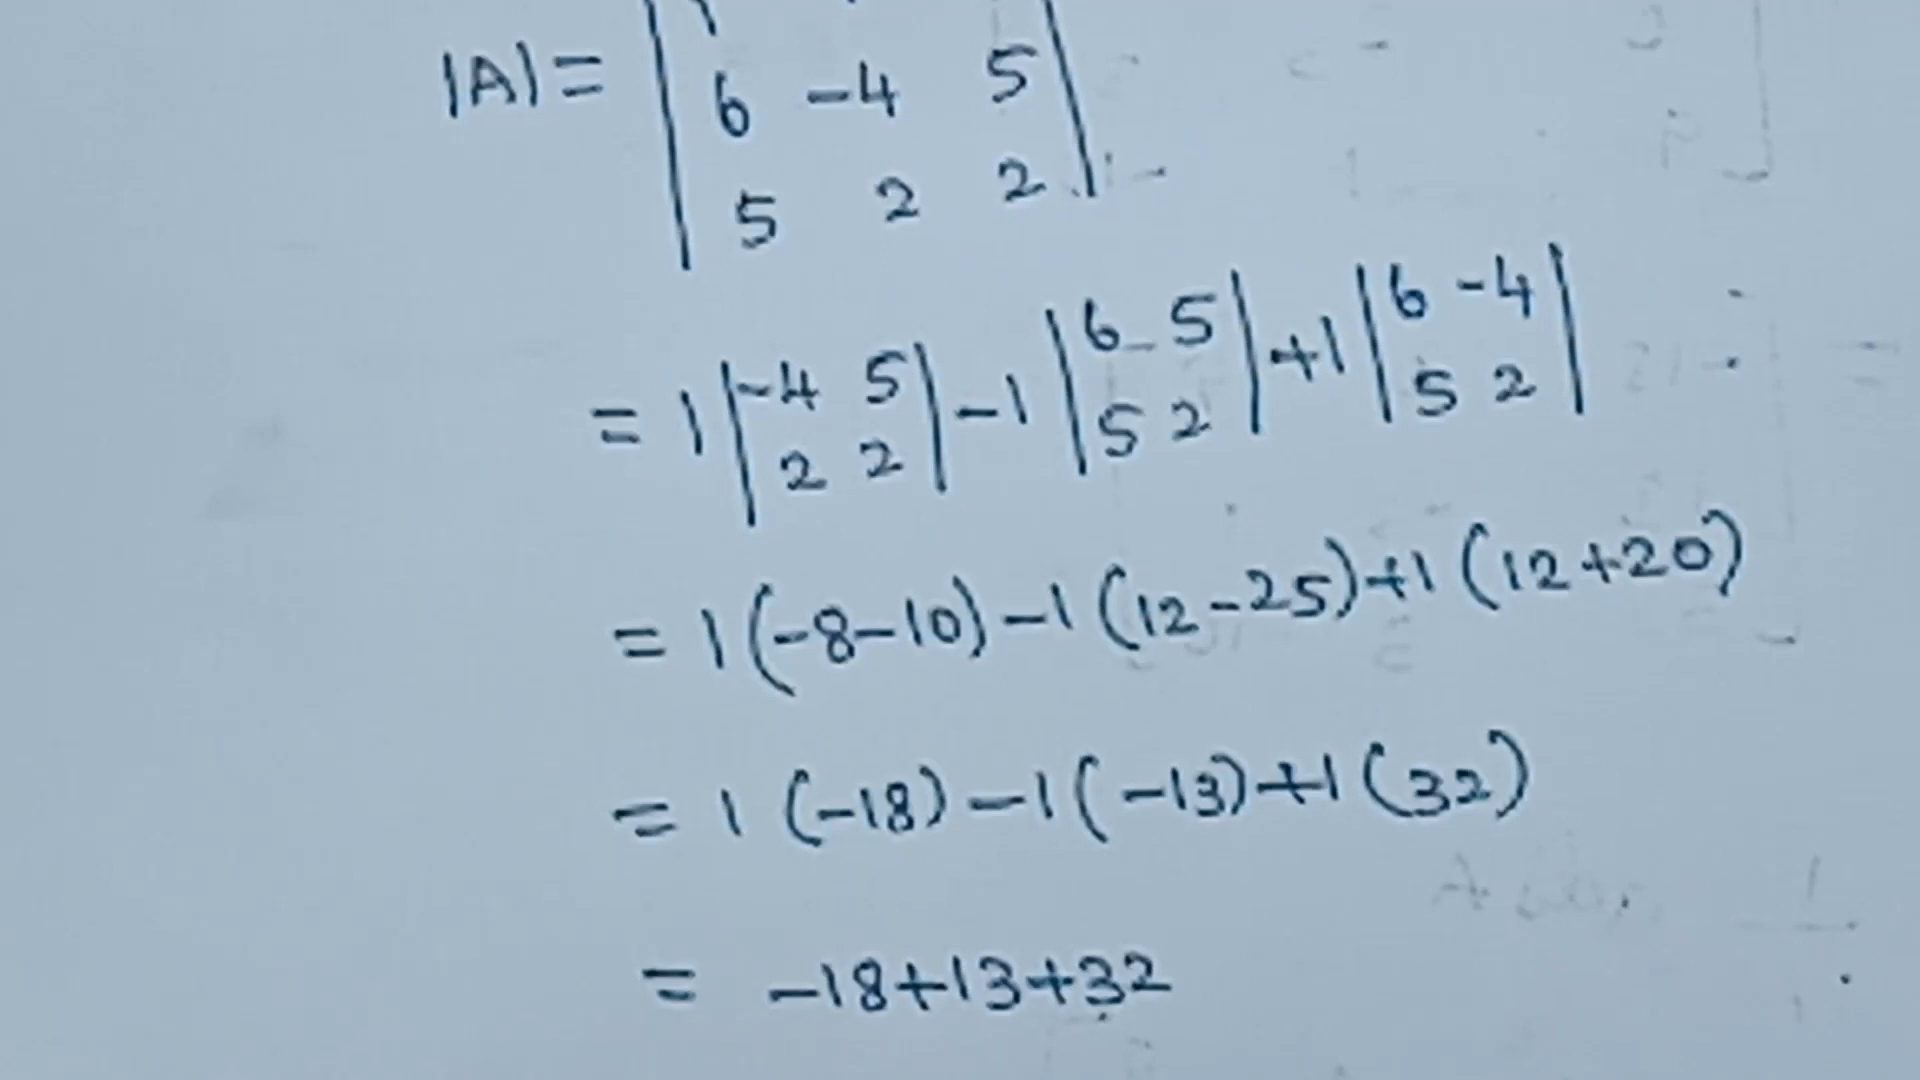 |A| = | 6 -4 5
5 2 2 |
= 1 | -4 5 | -1 | 6 5 | +1 | 6 -4 |
2 2 5 2 5 2
= 1 (-8-10) -1 (12-25) +1 (12+20)
= 1 (-18) -1 (-13) +1 (32)
= -18+13+32